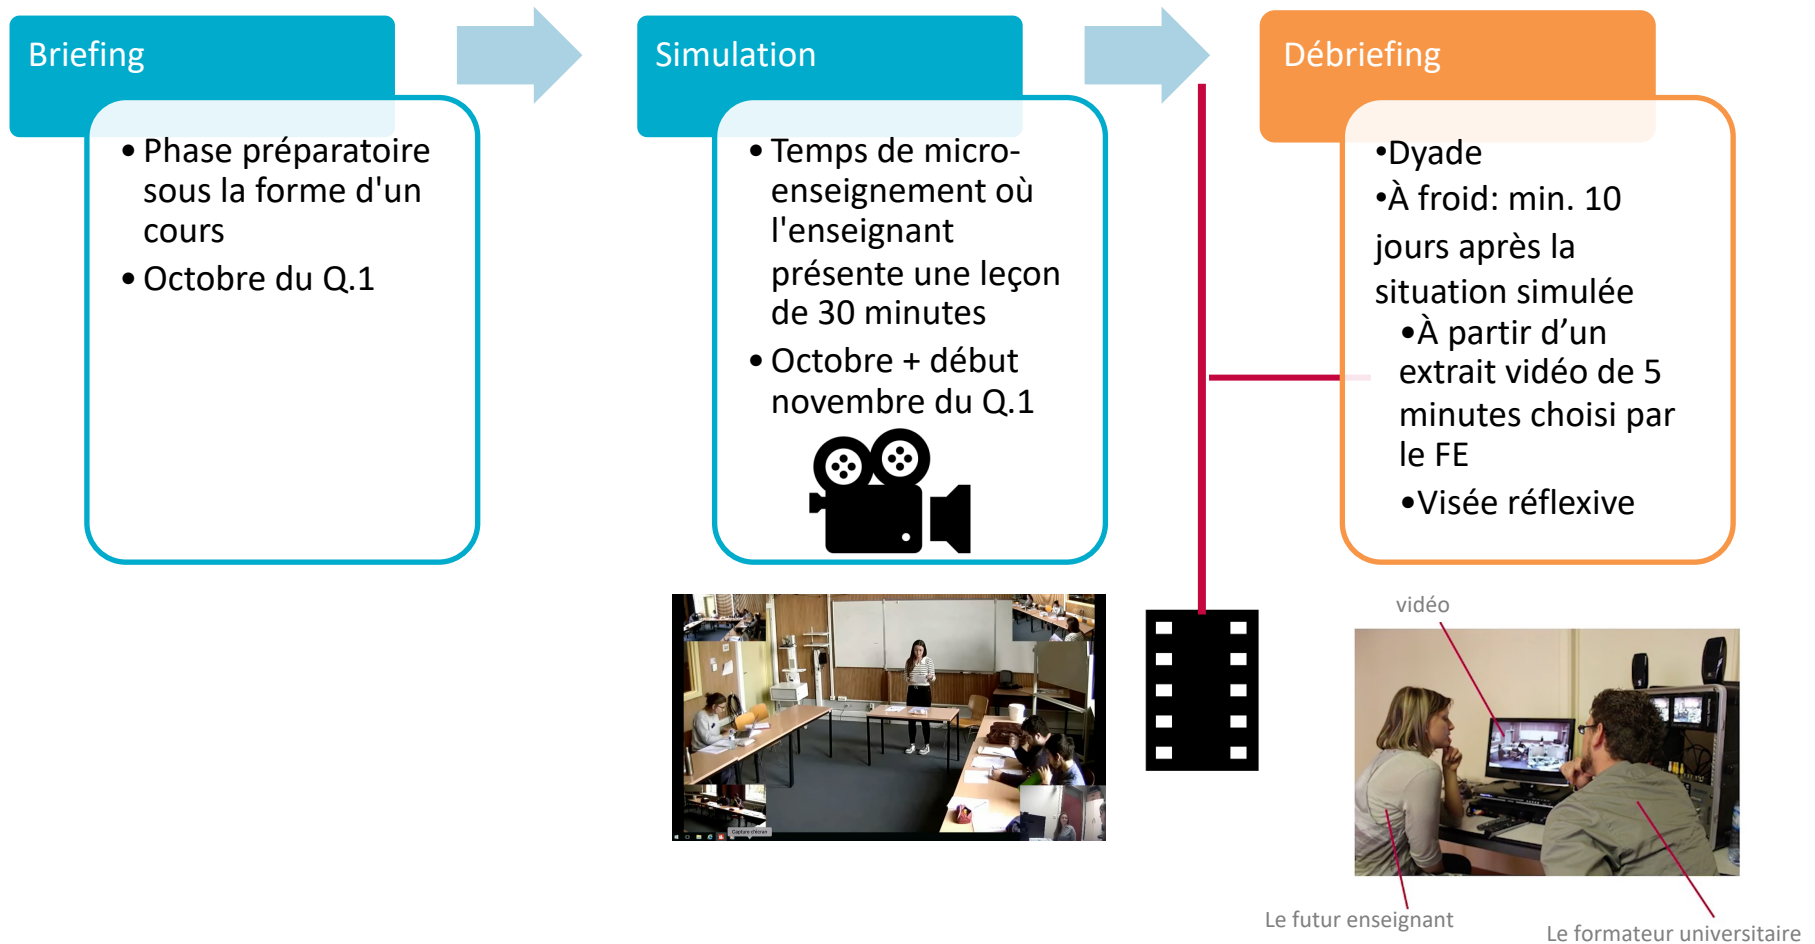 Briefing
• Phase préparatoire
sous la forme d'un
cours
• Octobre du Q.1
Simulation
• Temps de micro-
enseignement où
l'enseignant
présente une leçon
de 30 minutes
• Octobre + début
novembre du Q.1
Débriefing
•Dyade
•À froid: min. 10
jours après la
situation simulée
•À partir d’un
extrait vidéo de 5
minutes choisi par
le FE
•Visée réflexive
Capture d'écran
vidéo
Le futur enseignant
Le formateur universitaire